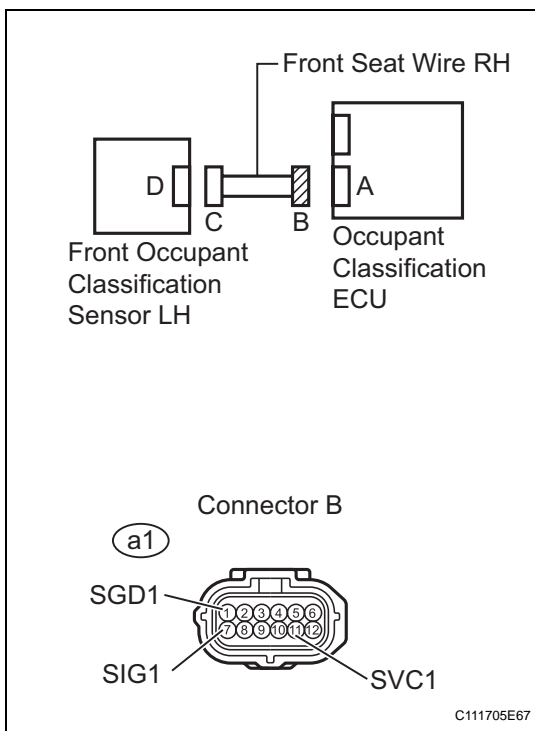 Front Seat Wire RH
D
C
B
A
Front Occupant
Classification
Sensor LH
Occupant
Classification
ECU
Connector B
a1
SGD1
1 2 3 4 5 6
7 8 9 10 11 12
SIG1
SVC1
C111705E67